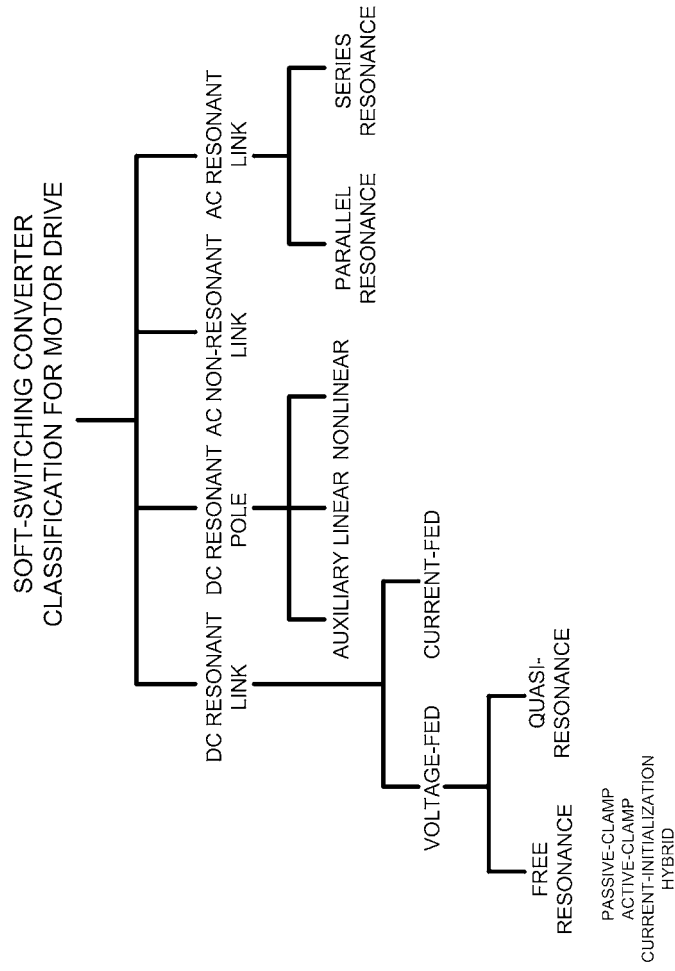 SOFT-SWITCHING CONVERTER
CLASSIFICATION FOR MOTOR DRIVE
DC RESONANT
LINK
DC RESONANT
POLE
AC NON-RESONANT
LINK
AC RESONANT
LINK
AUXILIARY
LINEAR
NONLINEAR
PARALLEL
RESONANCE
SERIES
RESONANCE
VOLTAGE-FED
CURRENT-FED
FREE
RESONANCE
QUASI-
RESONANCE
PASSIVE-CLAMP
ACTIVE-CLAMP
CURRENT-INITIALIZATION
HYBRID